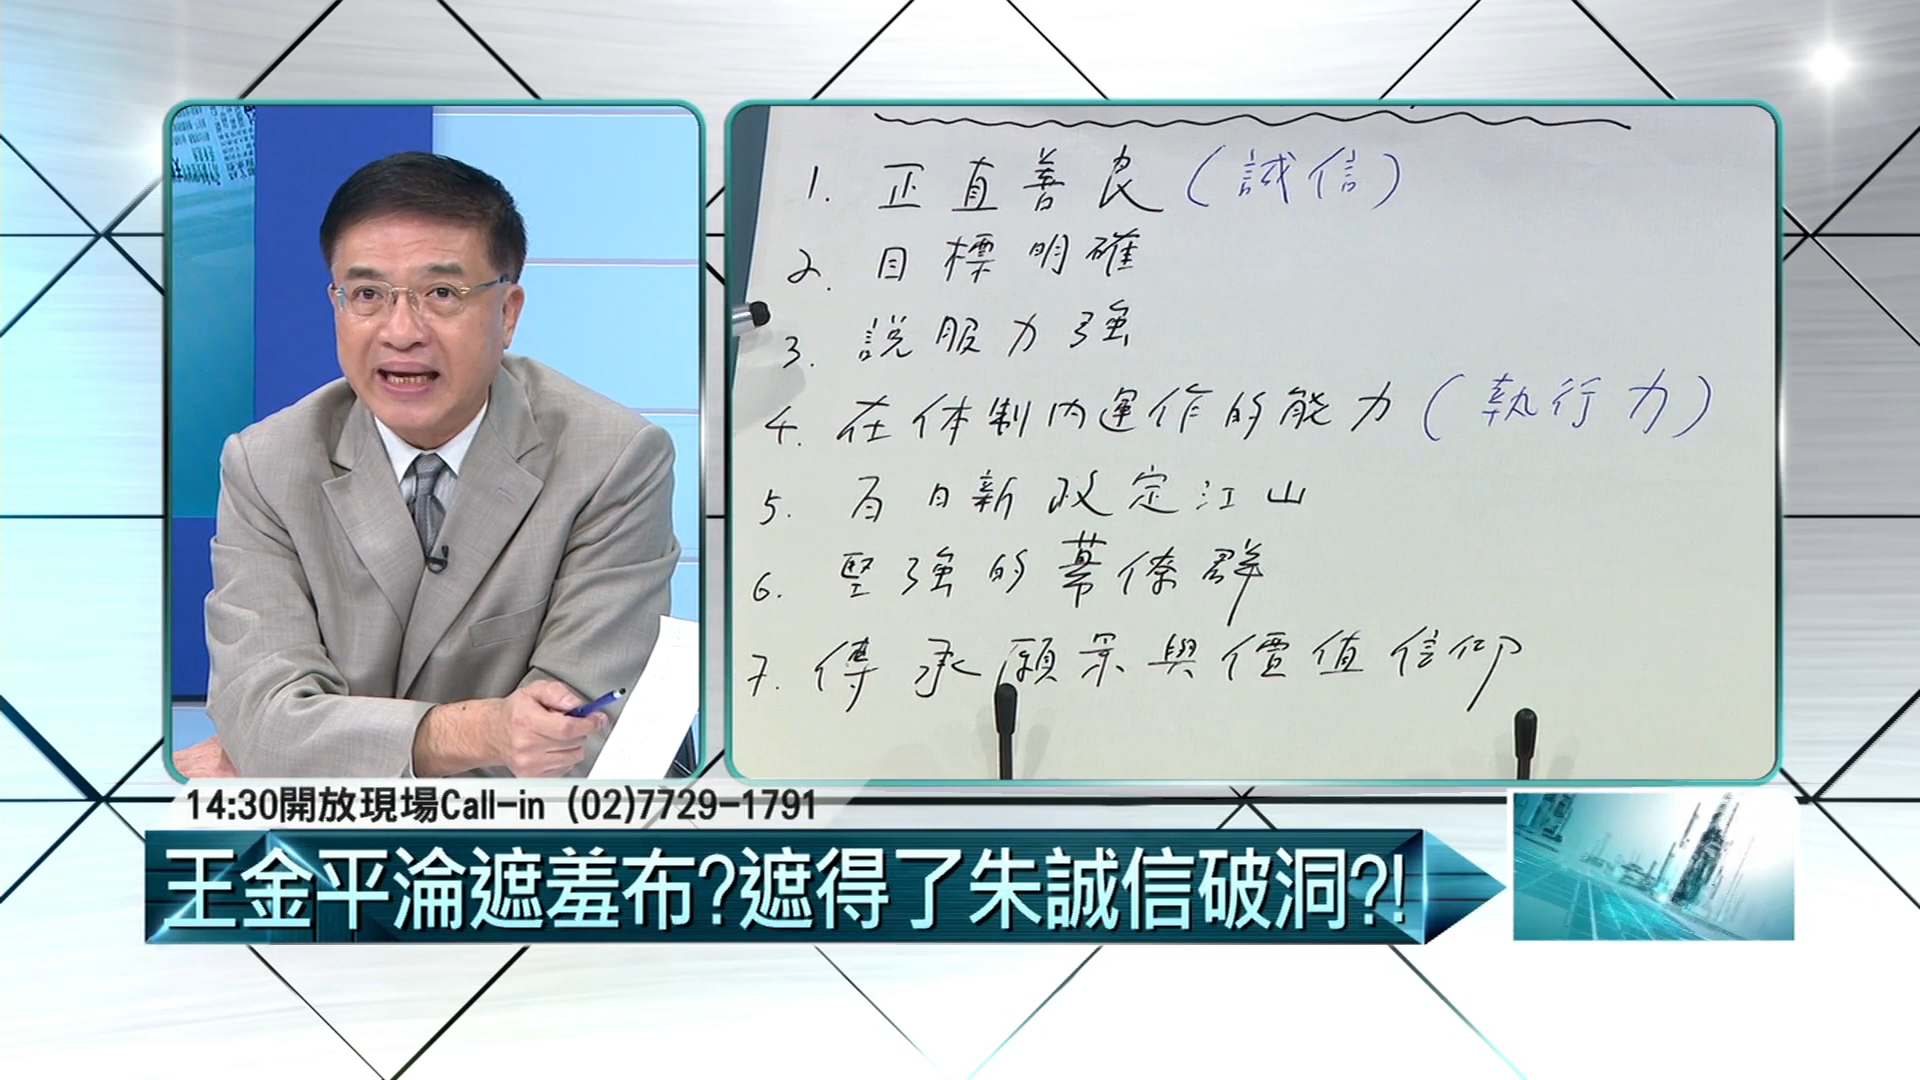 1. 正直善良(誠信)
2. 目標明確
3. 說服力強
4. 在体制內運作的能力(執行力)
5. 百日新政定江山
6. 堅強的幕僚群
7. 傳承願景與價值信仰
14:30開放現場Call-in (02)7729-1791
王金平淪遮羞布?遮得了朱誠信破洞?!